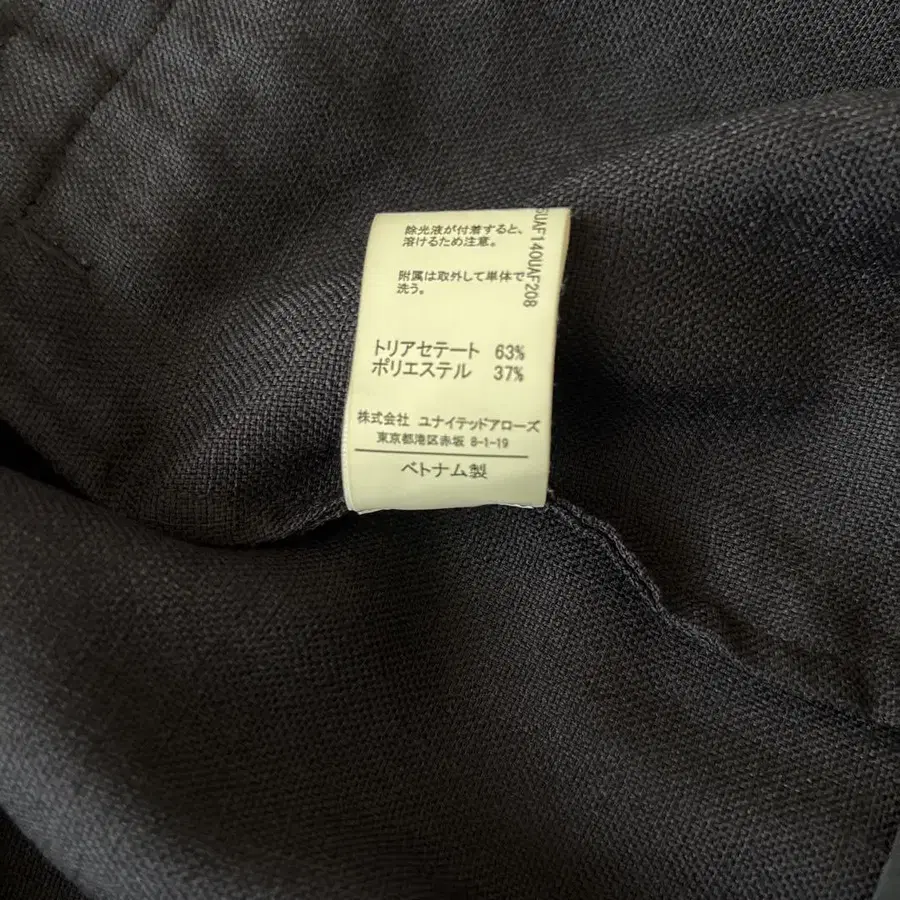 除光液が付着すると、
溶けるため注意。
附属は取外して単体で
洗う。
トリアセテート 63%
ポリエステル 37%
株式会社 ユナイテッドアローズ
東京都港区赤坂 8-1-19
ベトナム製
UAF140UAF208